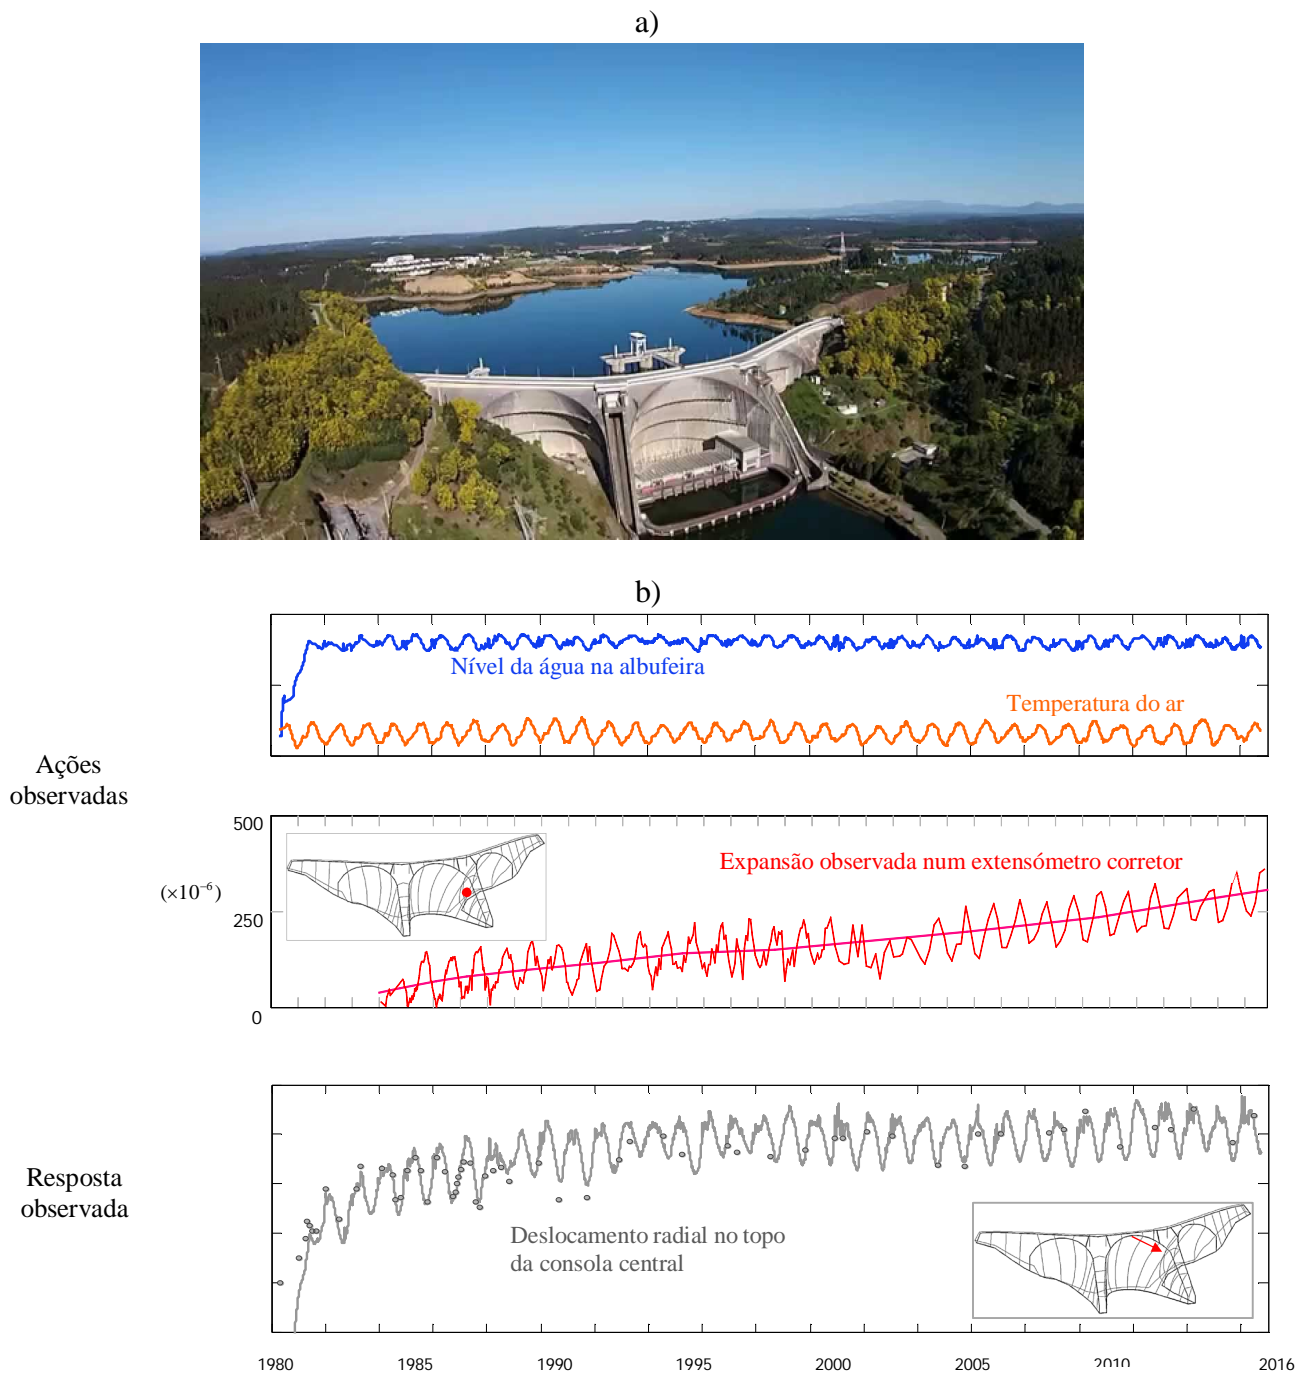 a)
b)
Nível da água na albufeira
Temperatura do ar
Ações
observadas
500
Expansão observada num extensómetro corretor
(×10⁻⁶)
250
0
Resposta
observada
Deslocamento radial no topo
da consola central
1980 1985 1990 1995 2000 2005 2010 2016